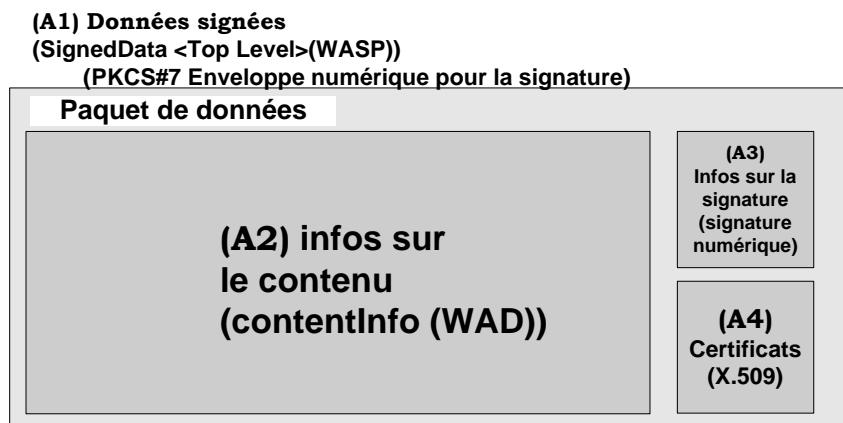 (A1) Données signées
(SignedData <Top Level>(WASP))
(PKCS#7 Enveloppe numérique pour la signature)
Paquet de données
(A2) infos sur
le contenu
(contentInfo (WAD))
(A3)
Infos sur la
signature
(signature
numérique)
(A4)
Certificats
(X.509)